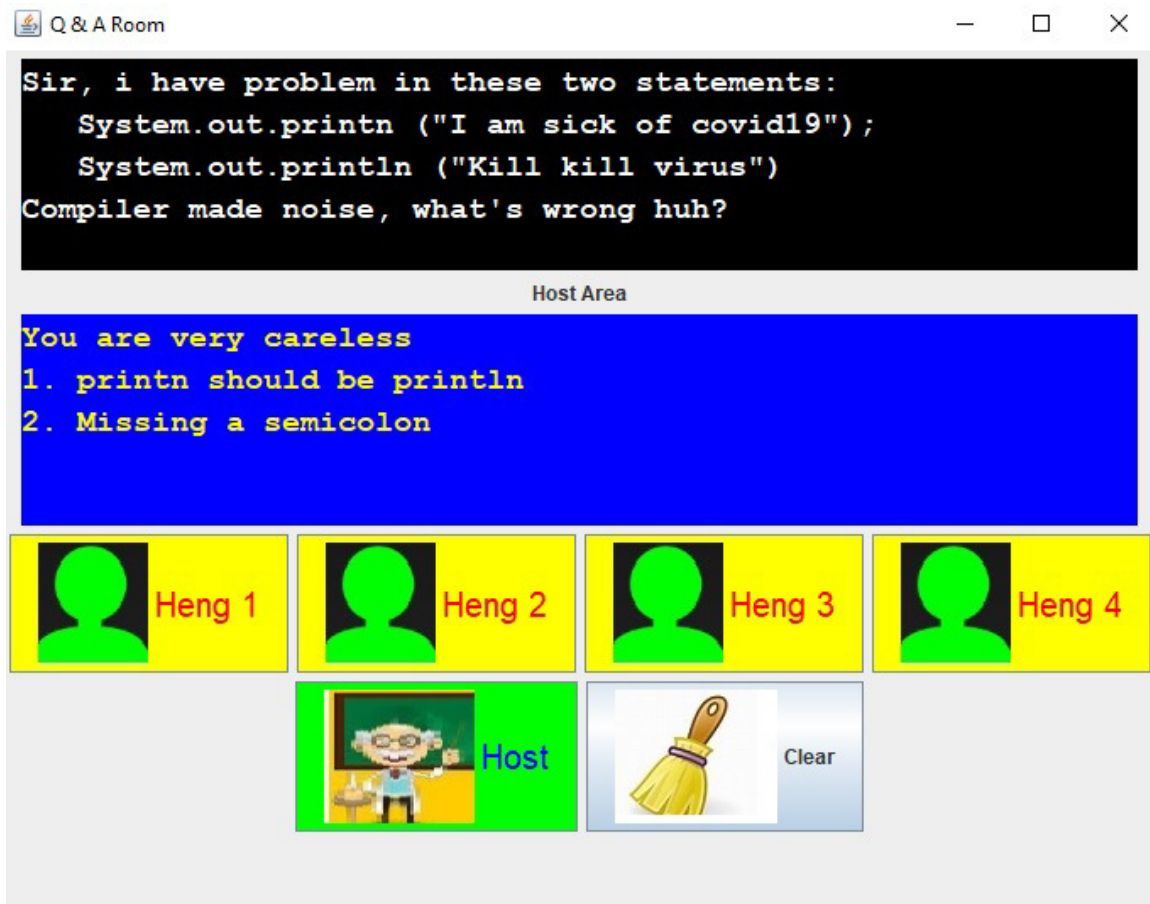 Q & A Room
Sir, i have problem in these two statements:
   System.out.printn ("I am sick of covid19");
   System.out.println ("Kill kill virus")
Compiler made noise, what's wrong huh?
Host Area
You are very careless
1. printn should be println
2. Missing a semicolon
Heng 1
Heng 2
Heng 3
Heng 4
Host
Clear